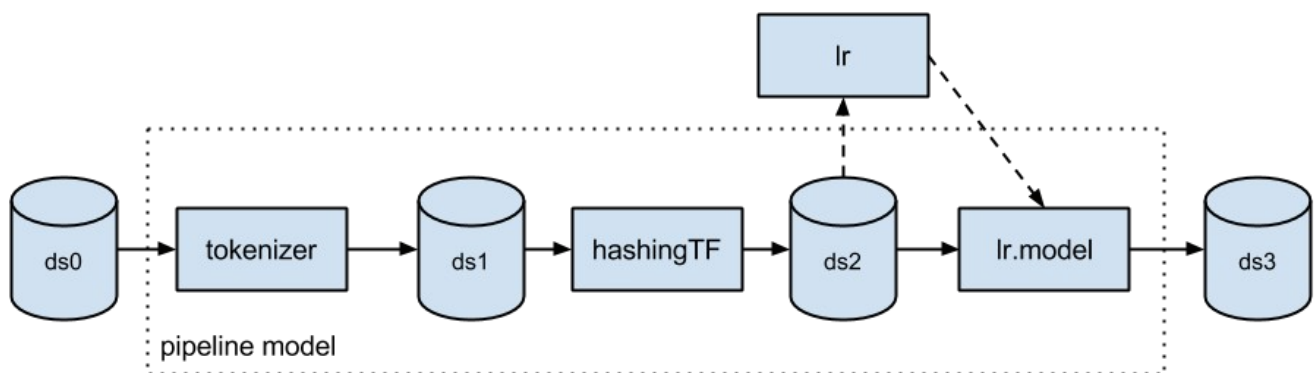 lr
ds0
tokenizer
ds1
hashingTF
ds2
lr.model
ds3
pipeline model